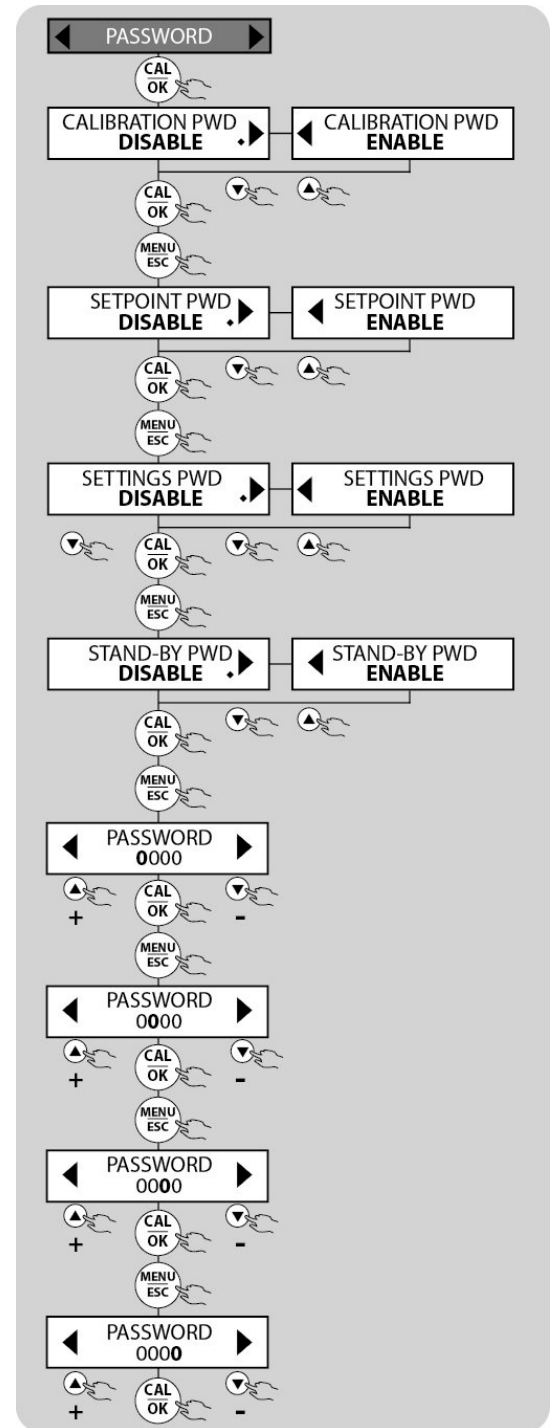 PASSWORD
CAL
OK
CALIBRATION PWD
DISABLE
CALIBRATION PWD
ENABLE
CAL
OK
MENU
ESC
SETPOINT PWD
DISABLE
SETPOINT PWD
ENABLE
CAL
OK
MENU
ESC
SETTINGS PWD
DISABLE
SETTINGS PWD
ENABLE
CAL
OK
MENU
ESC
STAND-BY PWD
DISABLE
STAND-BY PWD
ENABLE
CAL
OK
MENU
ESC
PASSWORD
0000
+
CAL
OK
-
MENU
ESC
PASSWORD
0000
+
CAL
OK
-
MENU
ESC
PASSWORD
0000
+
CAL
OK
-
MENU
ESC
PASSWORD
0000
+
CAL
OK
-